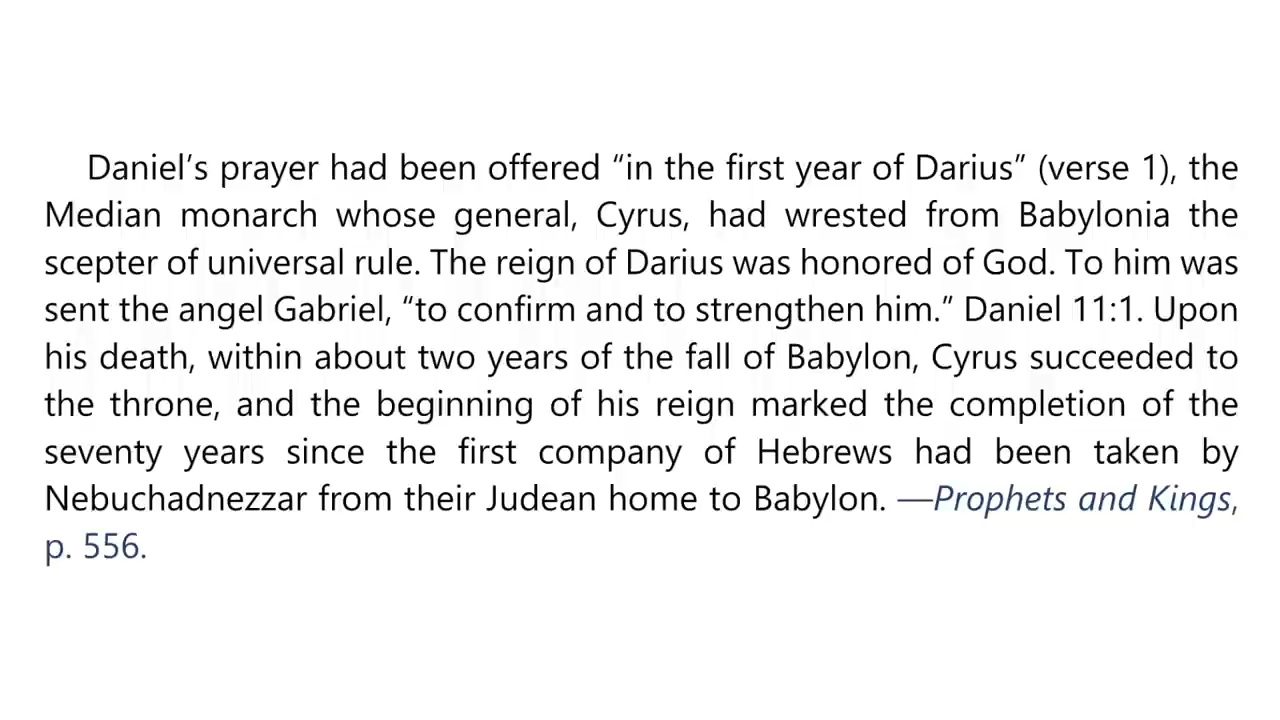 Daniel’s prayer had been offered “in the first year of Darius” (verse 1), the
Median monarch whose general, Cyrus, had wrested from Babylonia the
scepter of universal rule. The reign of Darius was honored of God. To him was
sent the angel Gabriel, “to confirm and to strengthen him.” Daniel 11:1. Upon
his death, within about two years of the fall of Babylon, Cyrus succeeded to
the throne, and the beginning of his reign marked the completion of the
seventy years since the first company of Hebrews had been taken by
Nebuchadnezzar from their Judean home to Babylon. —Prophets and Kings,
p. 556.